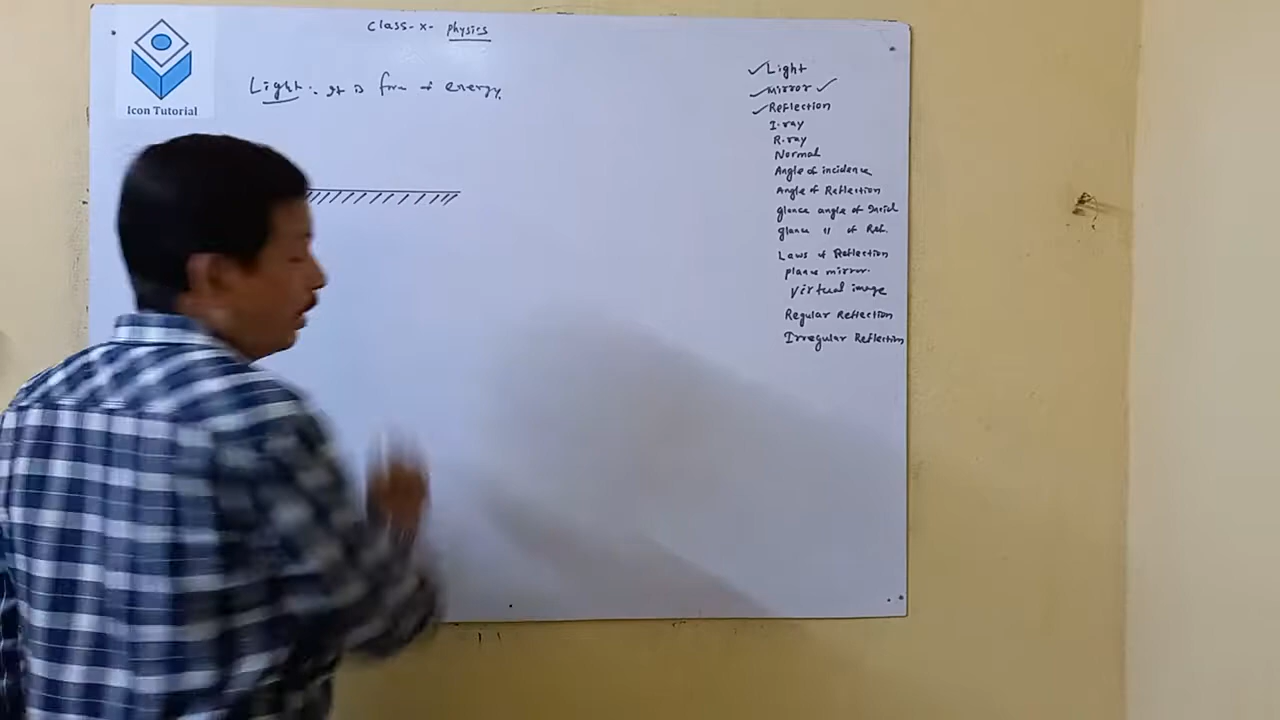 Class-X- Physics
Icon Tutorial
Light:- It is form of energy.
Light
Mirror
Reflection
I-ray
R-ray
Normal
Angle of incidence
Angle of Reflection
glance angle of Incid
glance " of Ref.
Laws of Reflection
plane mirror.
Virtual image
Regular Reflection
Irregular Reflection